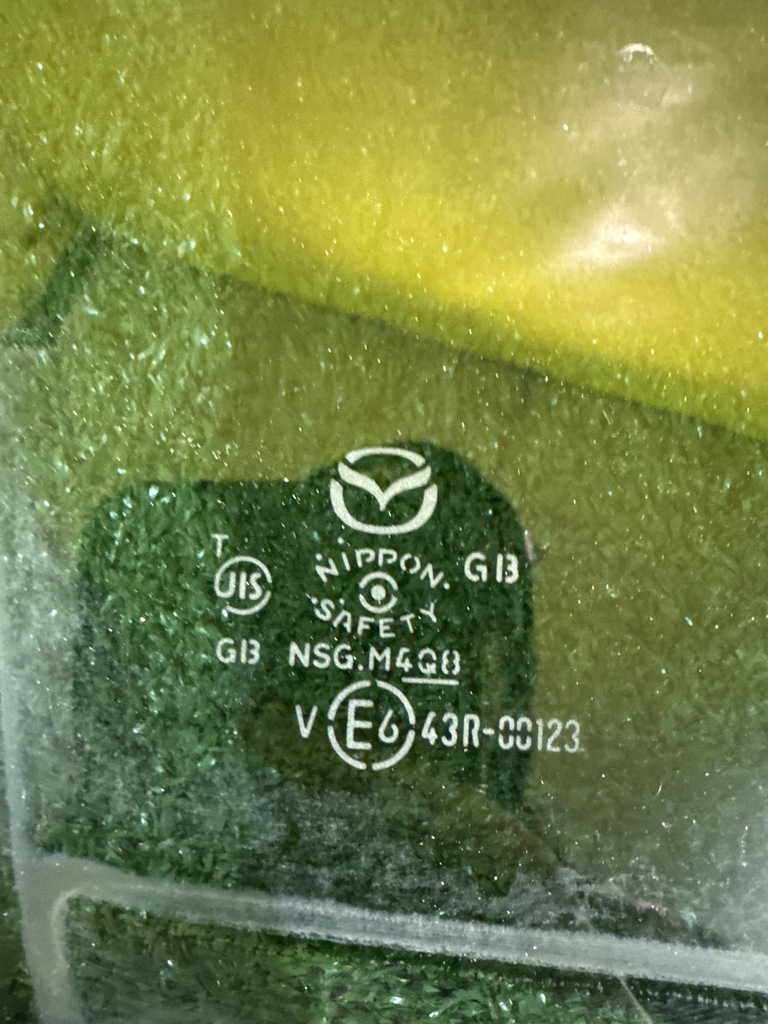 T
JIS
NIPPON
SAFETY
GB
GB NSG.M4Q8
V E6 43R-00123